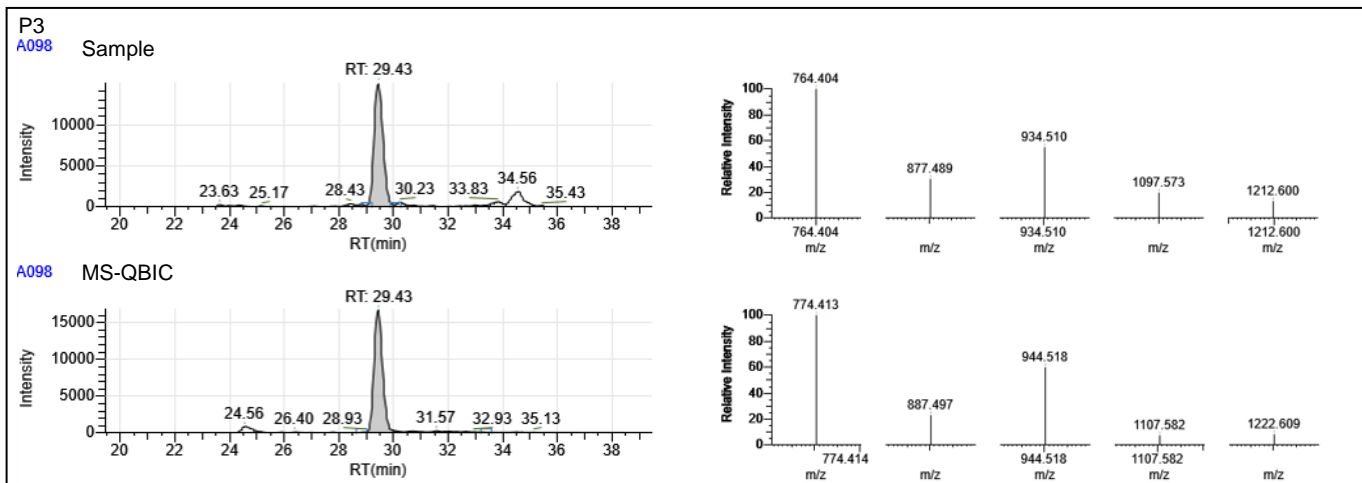 P3
A098 Sample
RT: 29.43
10000
5000
0
Intensity
23.63 25.17 28.43 30.23 33.83 34.56 35.43
20 22 24 26 28 30 32 34 36 38
RT(min)
764.404
877.489
934.510
1097.573
1212.600
100
80
60
40
20
0
Relative Intensity
764.404 934.510 1212.600
m/z m/z m/z m/z m/z
A098 MS-QBIC
RT: 29.43
15000
10000
5000
0
Intensity
24.56 26.40 28.93 31.57 32.93 35.13
20 22 24 26 28 30 32 34 36 38
RT(min)
774.413
887.497
944.518
1107.582
1222.609
100
80
60
40
20
0
Relative Intensity
774.414 944.518 1107.582
m/z m/z m/z m/z m/z